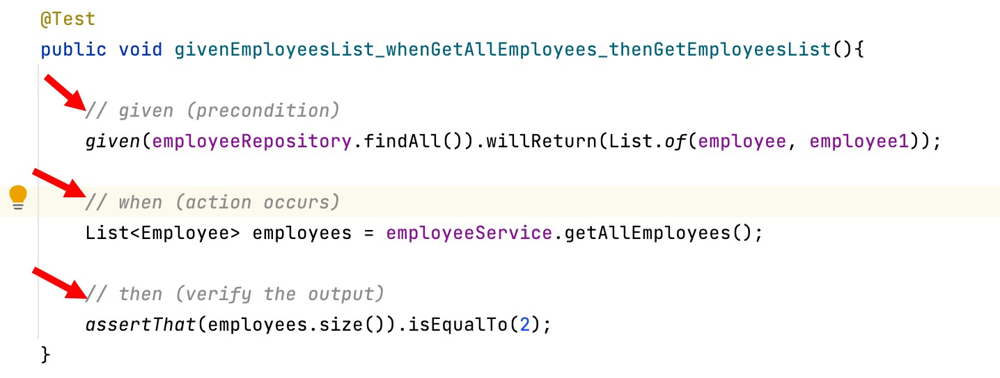 @Test
public void givenEmployeesList_whenGetAllEmployees_thenGetEmployeesList(){
// given (precondition)
given(employeeRepository.findAll()).willReturn(List.of(employee, employee1));
// when (action occurs)
List<Employee> employees = employeeService.getAllEmployees();
// then (verify the output)
assertThat(employees.size()).isEqualTo(2);
}